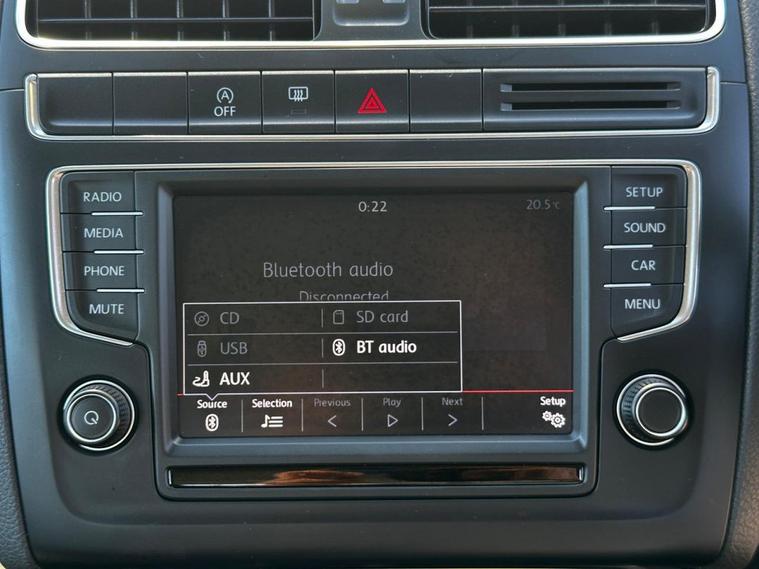 A
OFF
RADIO
MEDIA
PHONE
MUTE
0:22
20.5°C
Bluetooth audio
Disconnected
CD
SD card
USB
BT audio
AUX
Source
Selection
Previous
Play
Next
Setup
SETUP
SOUND
CAR
MENU